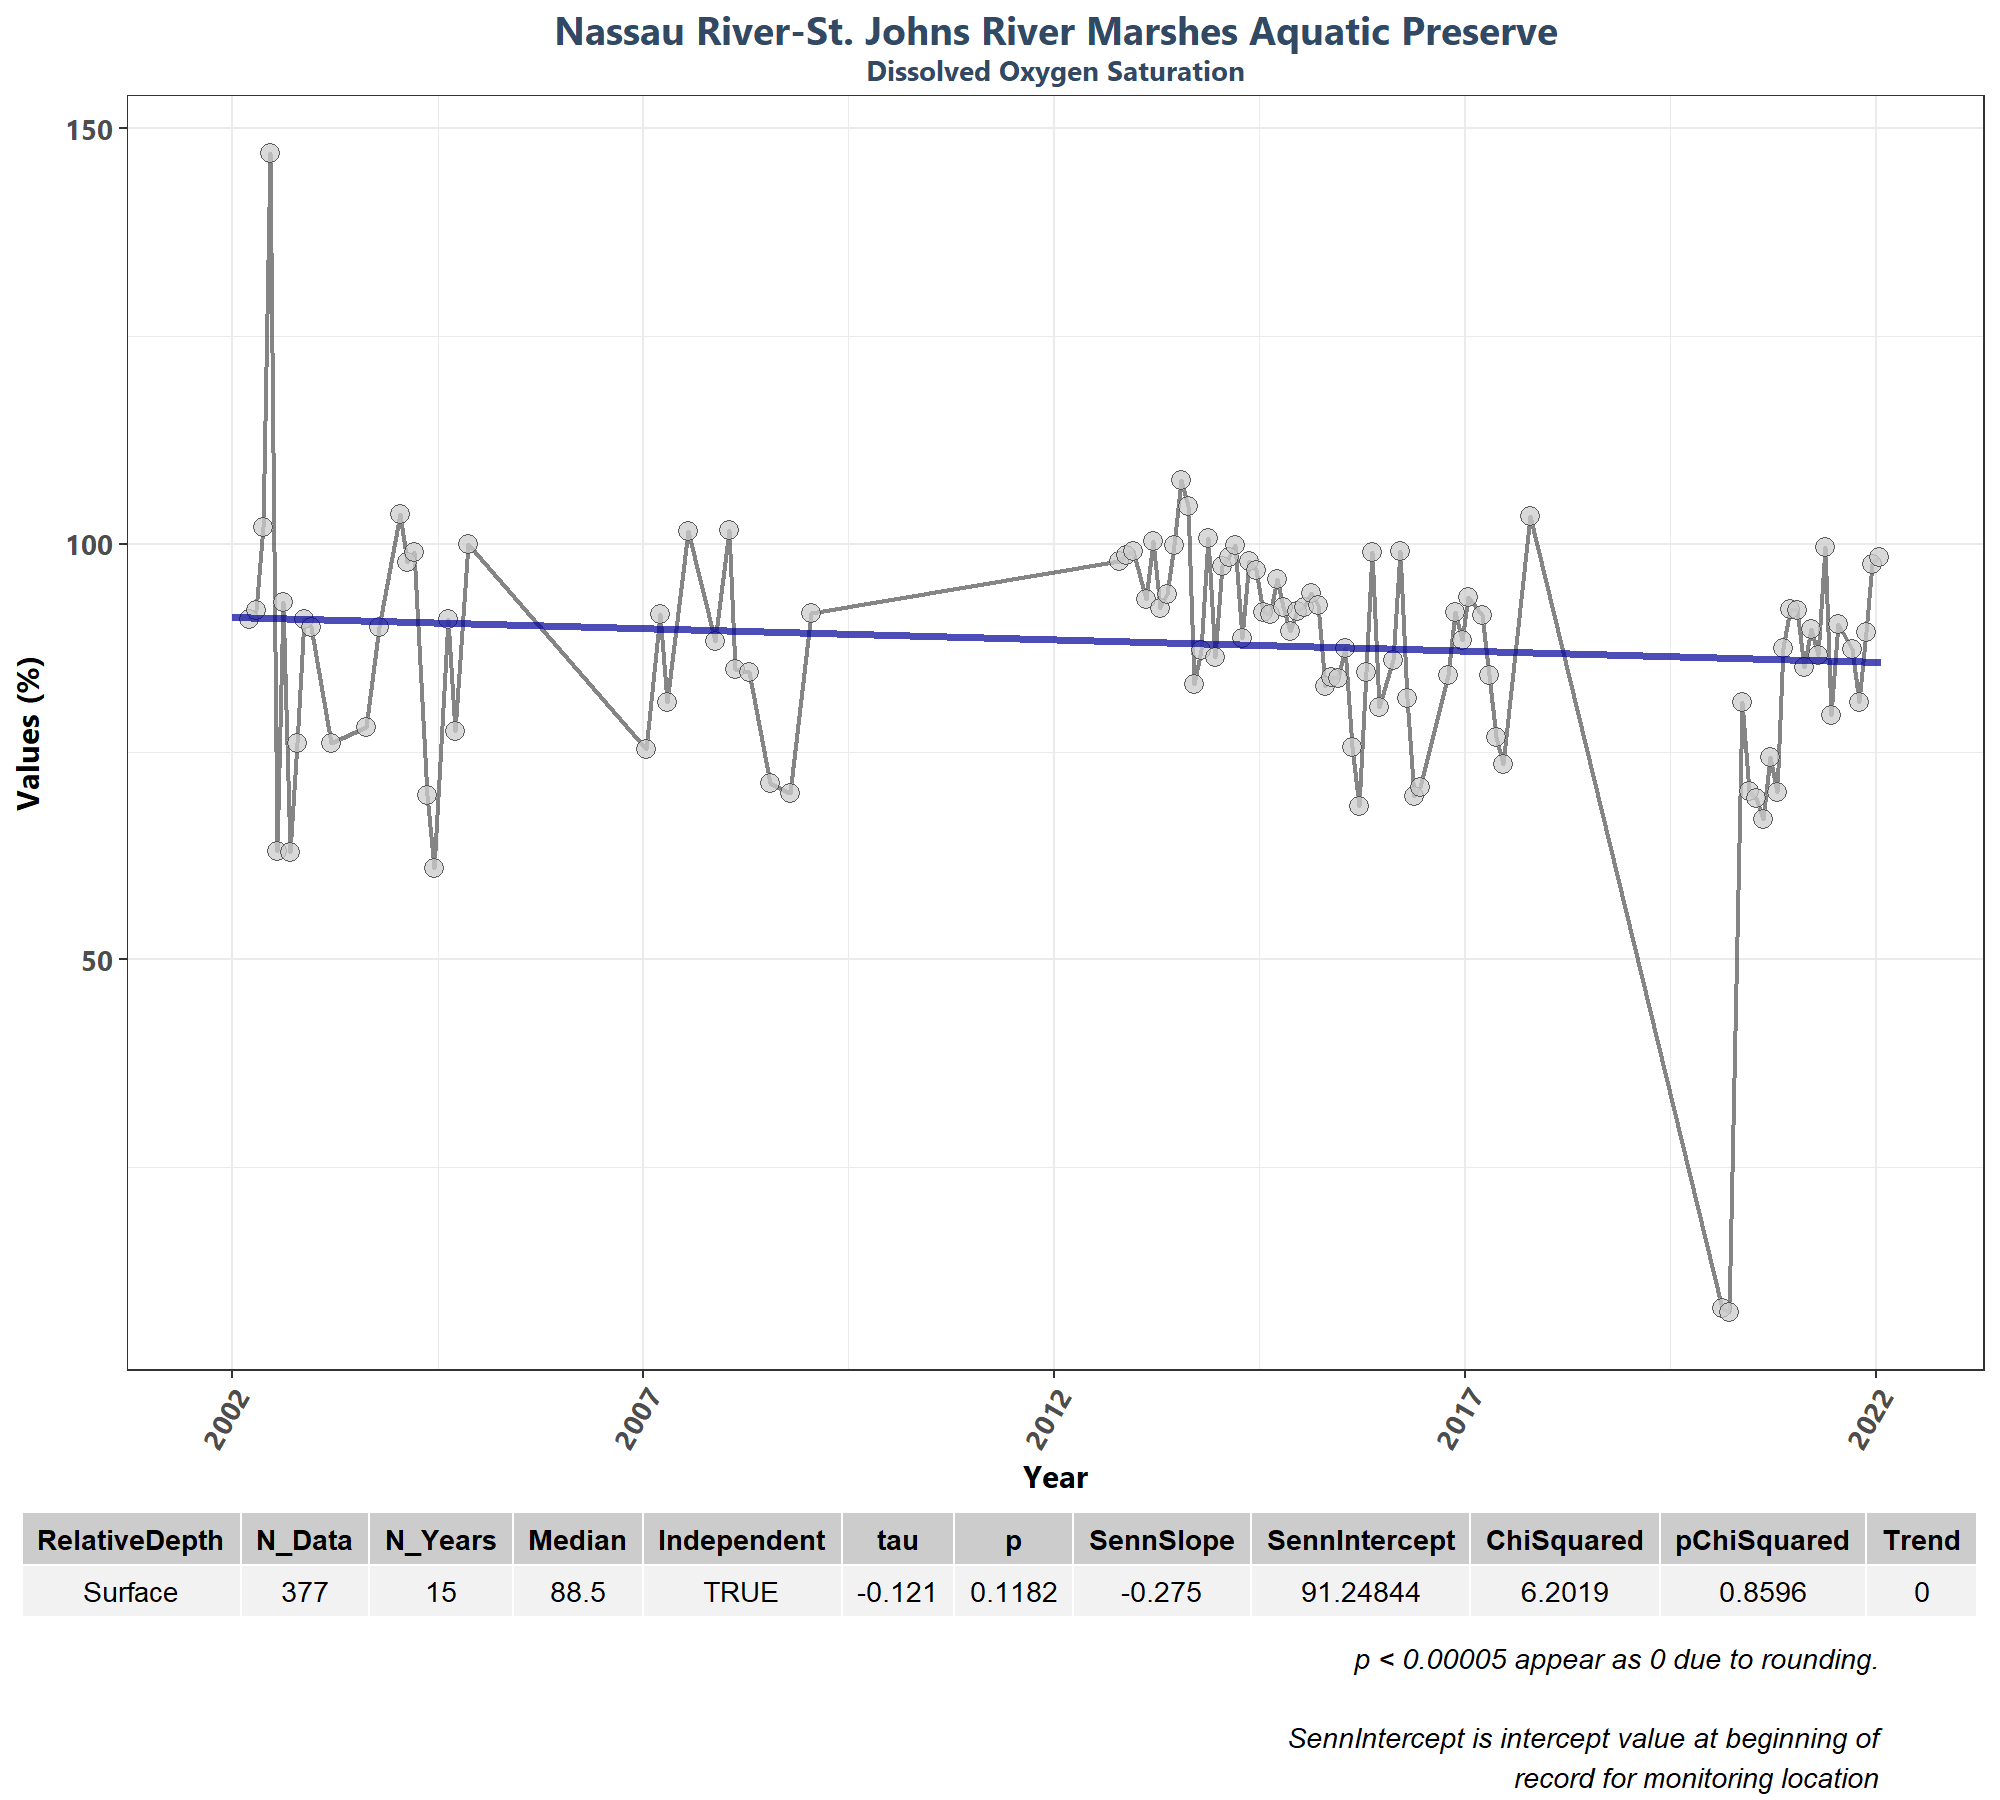 Nassau River-St. Johns River Marshes Aquatic Preserve
Dissolved Oxygen Saturation
150
100
50
Values (%)
2002 2007 2012 2017 2022
Year
RelativeDepth N_Data N_Years Median Independent tau p SennSlope SennIntercept ChiSquared pChiSquared Trend
Surface 377 15 88.5 TRUE -0.121 0.1182 -0.275 91.24844 6.2019 0.8596 0
p < 0.00005 appear as 0 due to rounding.
SennIntercept is intercept value at beginning of
record for monitoring location